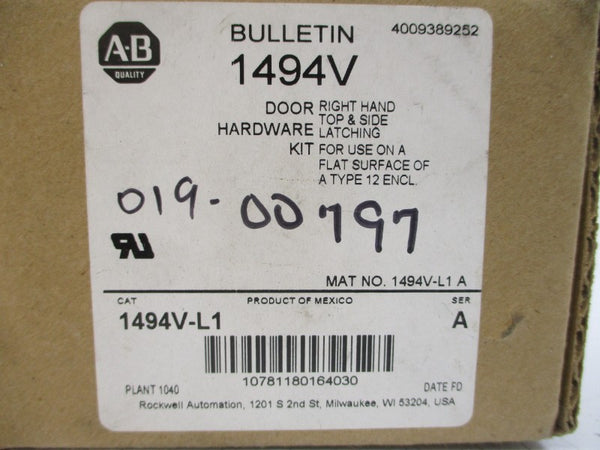 A-B
QUALITY
BULLETIN
4009389252
1494V
DOOR HARDWARE KIT
RIGHT HAND
TOP & SIDE
LATCHING
FOR USE ON A
FLAT SURFACE OF
A TYPE 12 ENCL.
019-00797
RU
MAT NO. 1494V-L1 A
CAT PRODUCT OF MEXICO SER
1494V-L1 A
10781180164030
PLANT 1040 DATE FD
Rockwell Automation, 1201 S 2nd St, Milwaukee, WI 53204, USA